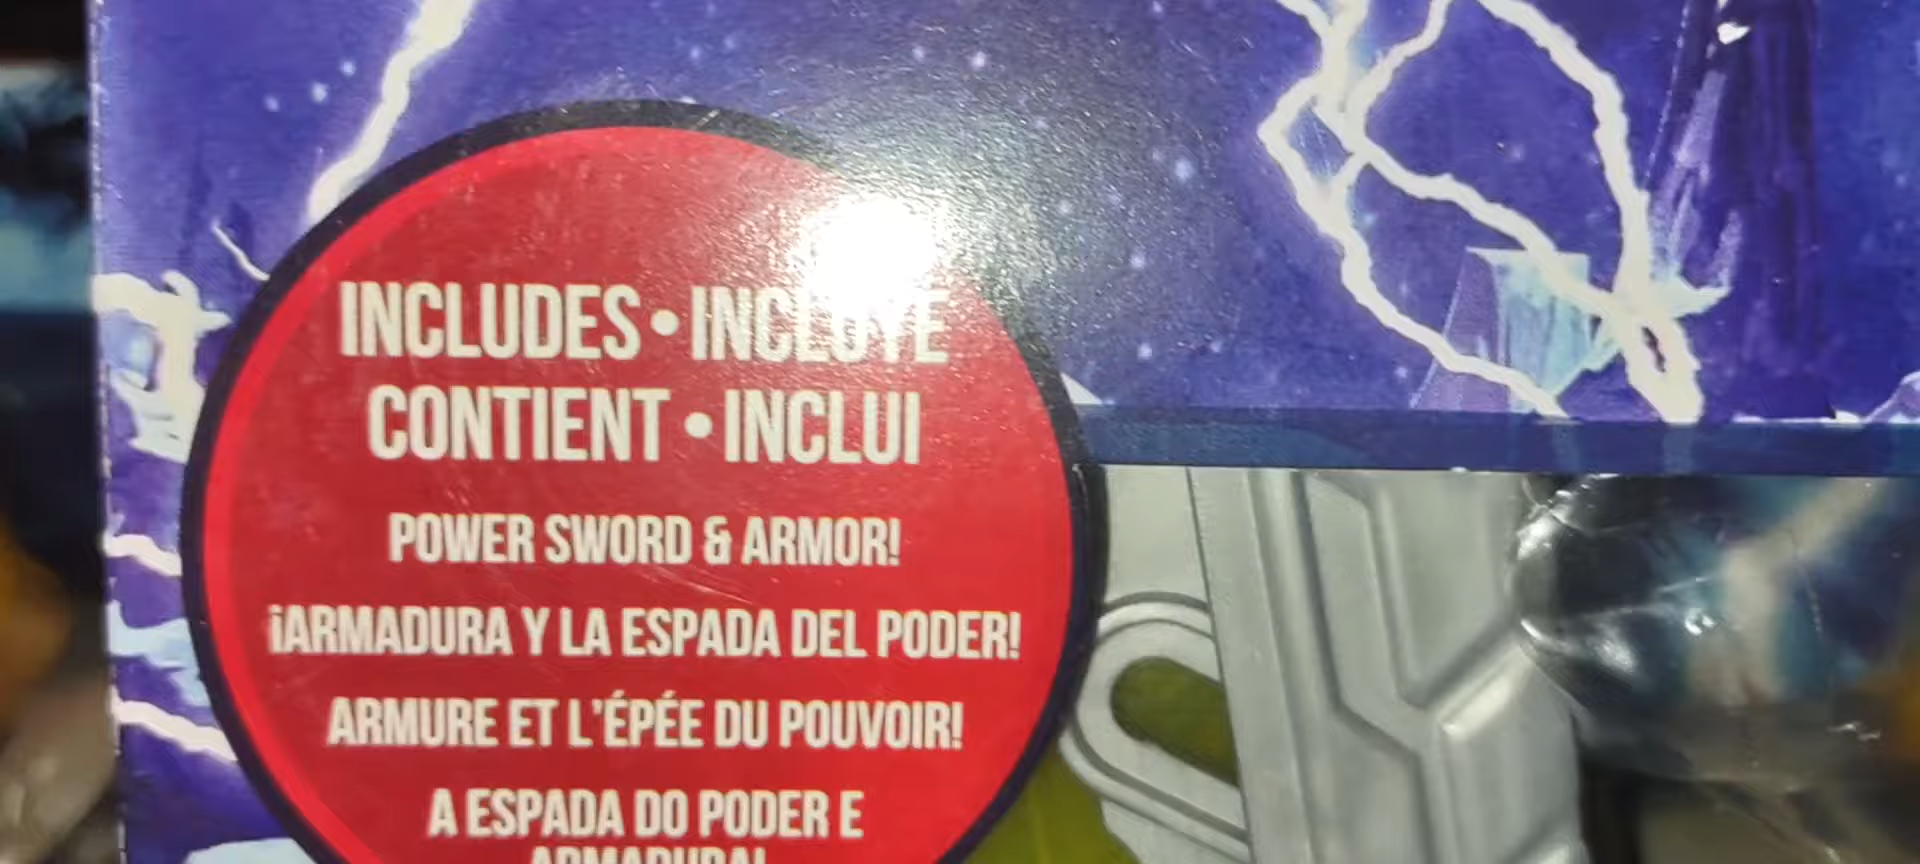 INCLUDES • INCLUYE
CONTIENT • INCLUI
POWER SWORD & ARMOR!
¡ARMADURA Y LA ESPADA DEL PODER!
ARMURE ET L'ÉPÉE DU POUVOIR!
A ESPADA DO PODER E
ARMADURA!